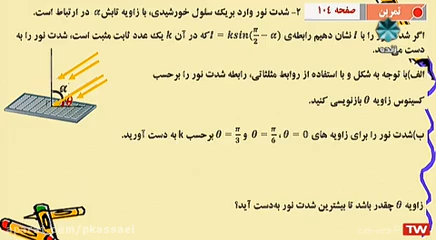 تمرین صفحه ۱۰۴
۲- شدت نور وارد بر یک سلول خورشیدی، با زاویه تابش α در ارتباط است.
اگر شدت را با I نشان دهیم رابطه‌ی I = ksin(π/2 − α) که در آن k یک عدد ثابت مثبت است، شدت نور را به
دست می
الف) با توجه به شکل و با استفاده از روابط مثلثاتی، رابطه شدت نور را برحسب
کسینوس زاویه θ بازنویسی کنید.
α
θ
ب) شدت نور را برای زاویه های θ = 0 ، θ = π/6 و θ = π/3 برحسب k به دست آورید.
زاویه θ چقدر باشد تا بیشترین شدت نور به‌دست آید؟
TW